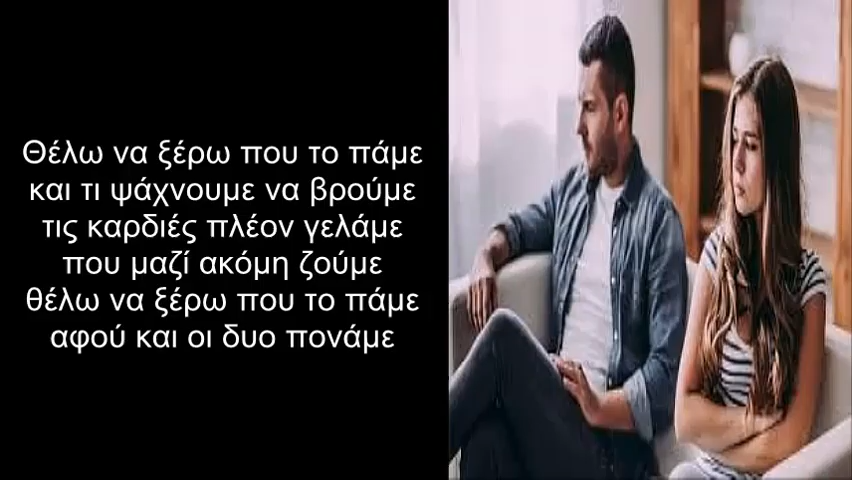 Θέλω να ξέρω που το πάμε
και τι ψάχνουμε να βρούμε
τις καρδιές πλέον γελάμε
που μαζί ακόμη ζούμε
θέλω να ξέρω που το πάμε
αφού και οι δυο πονάμε